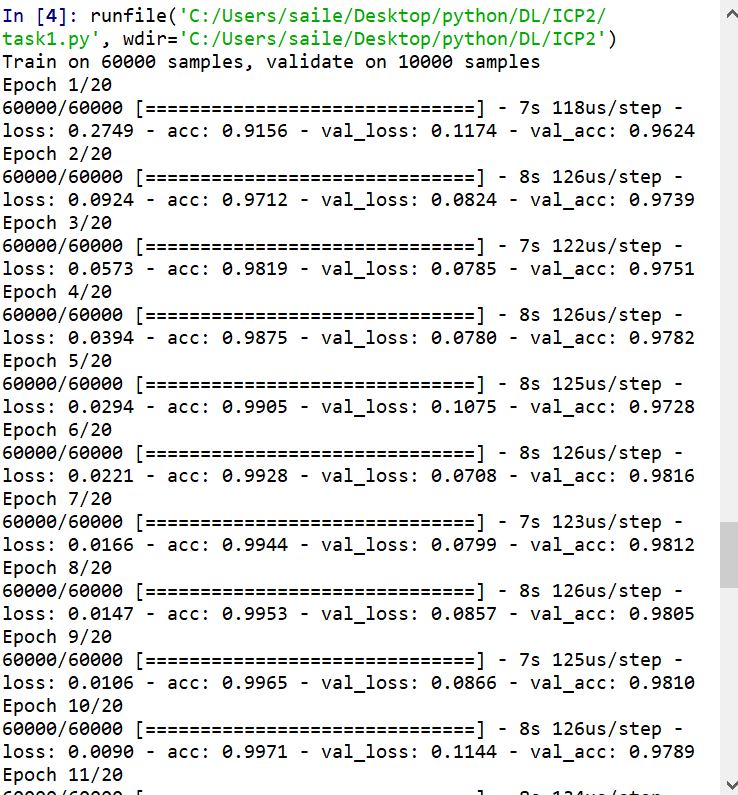 In [4]: runfile('C:/Users/saile/Desktop/python/DL/ICP2/
task1.py', wdir='C:/Users/saile/Desktop/python/DL/ICP2')
Train on 60000 samples, validate on 10000 samples
Epoch 1/20
60000/60000 [==============================] - 7s 118us/step -
loss: 0.2749 - acc: 0.9156 - val_loss: 0.1174 - val_acc: 0.9624
Epoch 2/20
60000/60000 [==============================] - 8s 126us/step -
loss: 0.0924 - acc: 0.9712 - val_loss: 0.0824 - val_acc: 0.9739
Epoch 3/20
60000/60000 [==============================] - 7s 122us/step -
loss: 0.0573 - acc: 0.9819 - val_loss: 0.0785 - val_acc: 0.9751
Epoch 4/20
60000/60000 [==============================] - 8s 126us/step -
loss: 0.0394 - acc: 0.9875 - val_loss: 0.0780 - val_acc: 0.9782
Epoch 5/20
60000/60000 [==============================] - 8s 125us/step -
loss: 0.0294 - acc: 0.9905 - val_loss: 0.1075 - val_acc: 0.9728
Epoch 6/20
60000/60000 [==============================] - 8s 126us/step -
loss: 0.0221 - acc: 0.9928 - val_loss: 0.0708 - val_acc: 0.9816
Epoch 7/20
60000/60000 [==============================] - 7s 123us/step -
loss: 0.0166 - acc: 0.9944 - val_loss: 0.0799 - val_acc: 0.9812
Epoch 8/20
60000/60000 [==============================] - 8s 126us/step -
loss: 0.0147 - acc: 0.9953 - val_loss: 0.0857 - val_acc: 0.9805
Epoch 9/20
60000/60000 [==============================] - 7s 125us/step -
loss: 0.0106 - acc: 0.9965 - val_loss: 0.0866 - val_acc: 0.9810
Epoch 10/20
60000/60000 [==============================] - 8s 126us/step -
loss: 0.0090 - acc: 0.9971 - val_loss: 0.1144 - val_acc: 0.9789
Epoch 11/20